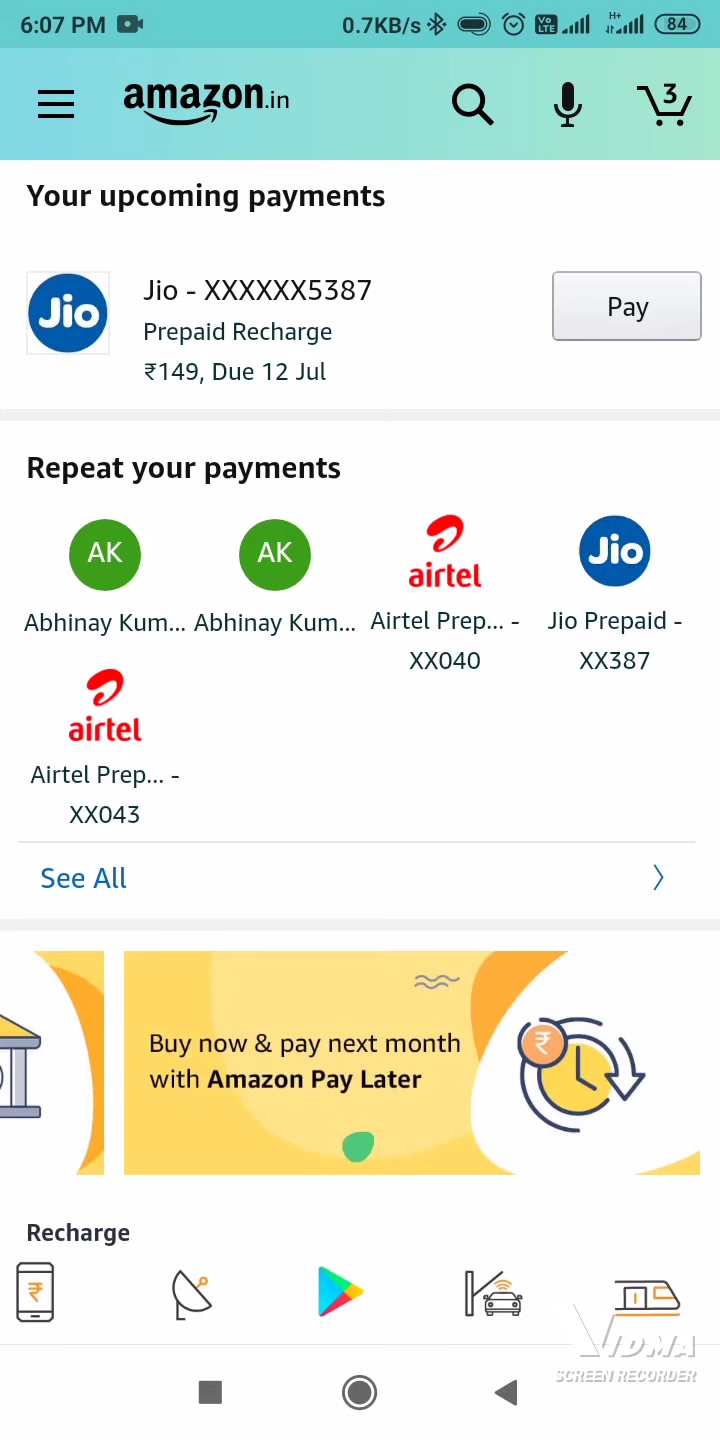 6:07 PM 0.7KB/s Vo LTE H+ 84
amazon.in 3
Your upcoming payments
Jio
Jio - XXXXXX5387
Prepaid Recharge
₹149, Due 12 Jul
Pay
Repeat your payments
AK AK airtel Jio
Abhinay Kum... Abhinay Kum... Airtel Prep... - Jio Prepaid -
XX040 XX387
airtel
Airtel Prep... -
XX043
See All
Buy now & pay next month
with Amazon Pay Later
₹
Recharge
₹
VIDMA
SCREEN RECORDER